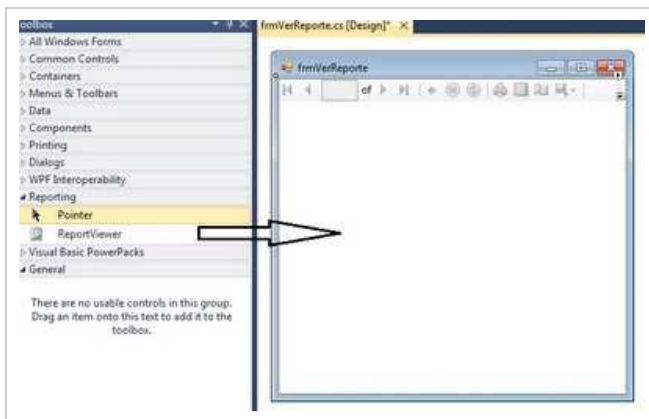 oolbox
frmVerReporte.cs [Design]*
All Windows Forms
Common Controls
Containers
Menus & Toolbars
Data
Components
Printing
Dialogs
WPF Interoperability
Reporting
Pointer
ReportViewer
Visual Basic PowerPacks
General
There are no usable controls in this group.
Drag an item onto this text to add it to the
toolbox.
frmVerReporte
of